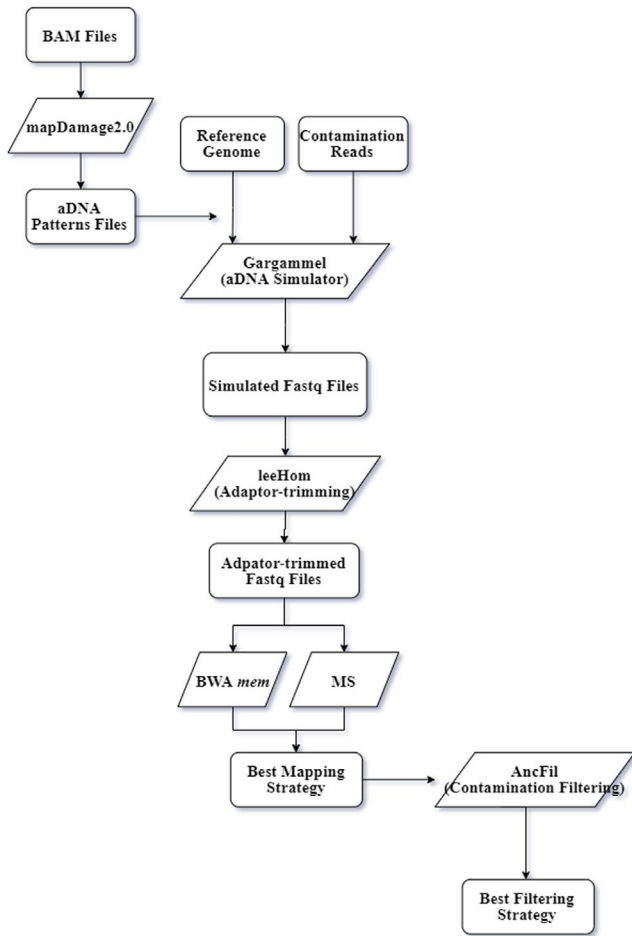 BAM Files
mapDamage2.0
Reference
Genome
Contamination
Reads
aDNA
Patterns Files
Gargammel
(aDNA Simulator)
Simulated Fastq Files
leeHom
(Adaptor-trimming)
Adpator-trimmed
Fastq Files
BWA mem
MS
Best Mapping
Strategy
AncFil
(Contamination Filtering)
Best Filtering
Strategy